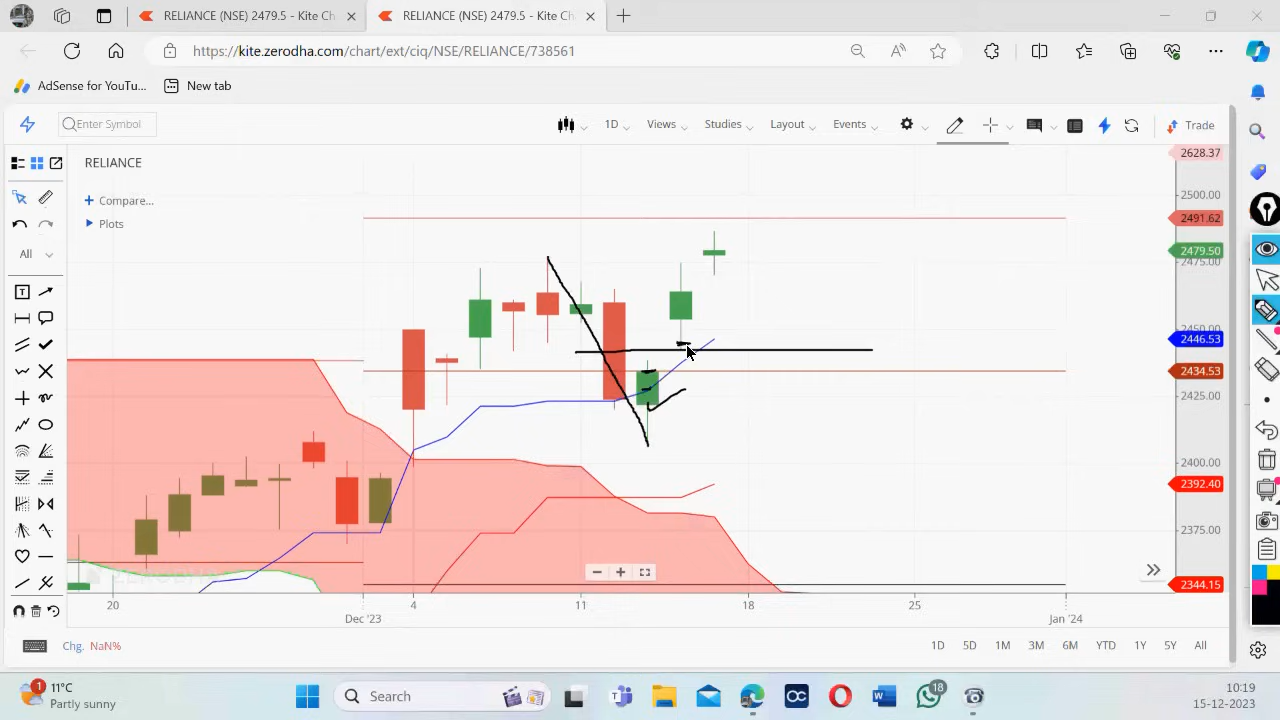 RELIANCE (NSE) 2479.5 - Kite Ch
RELIANCE (NSE) 2479.5 - Kite Ch
https://kite.zerodha.com/chart/ext/ciq/NSE/RELIANCE/738561
AdSense for YouTu...
New tab
Enter Symbol
1D
Views
Studies
Layout
Events
Trade
RELIANCE
Compare...
Plots
All
2628.37
2500.00
2491.62
2479.50
2475.00
2450.00
2446.53
2434.53
2425.00
2400.00
2392.40
2375.00
2344.15
20
4
11
18
25
Dec '23
Jan '24
Chg. NaN%
1D 5D 1M 3M 6M YTD 1Y 5Y All
1
11°C
Partly sunny
Search
18
10:19
15-12-2023